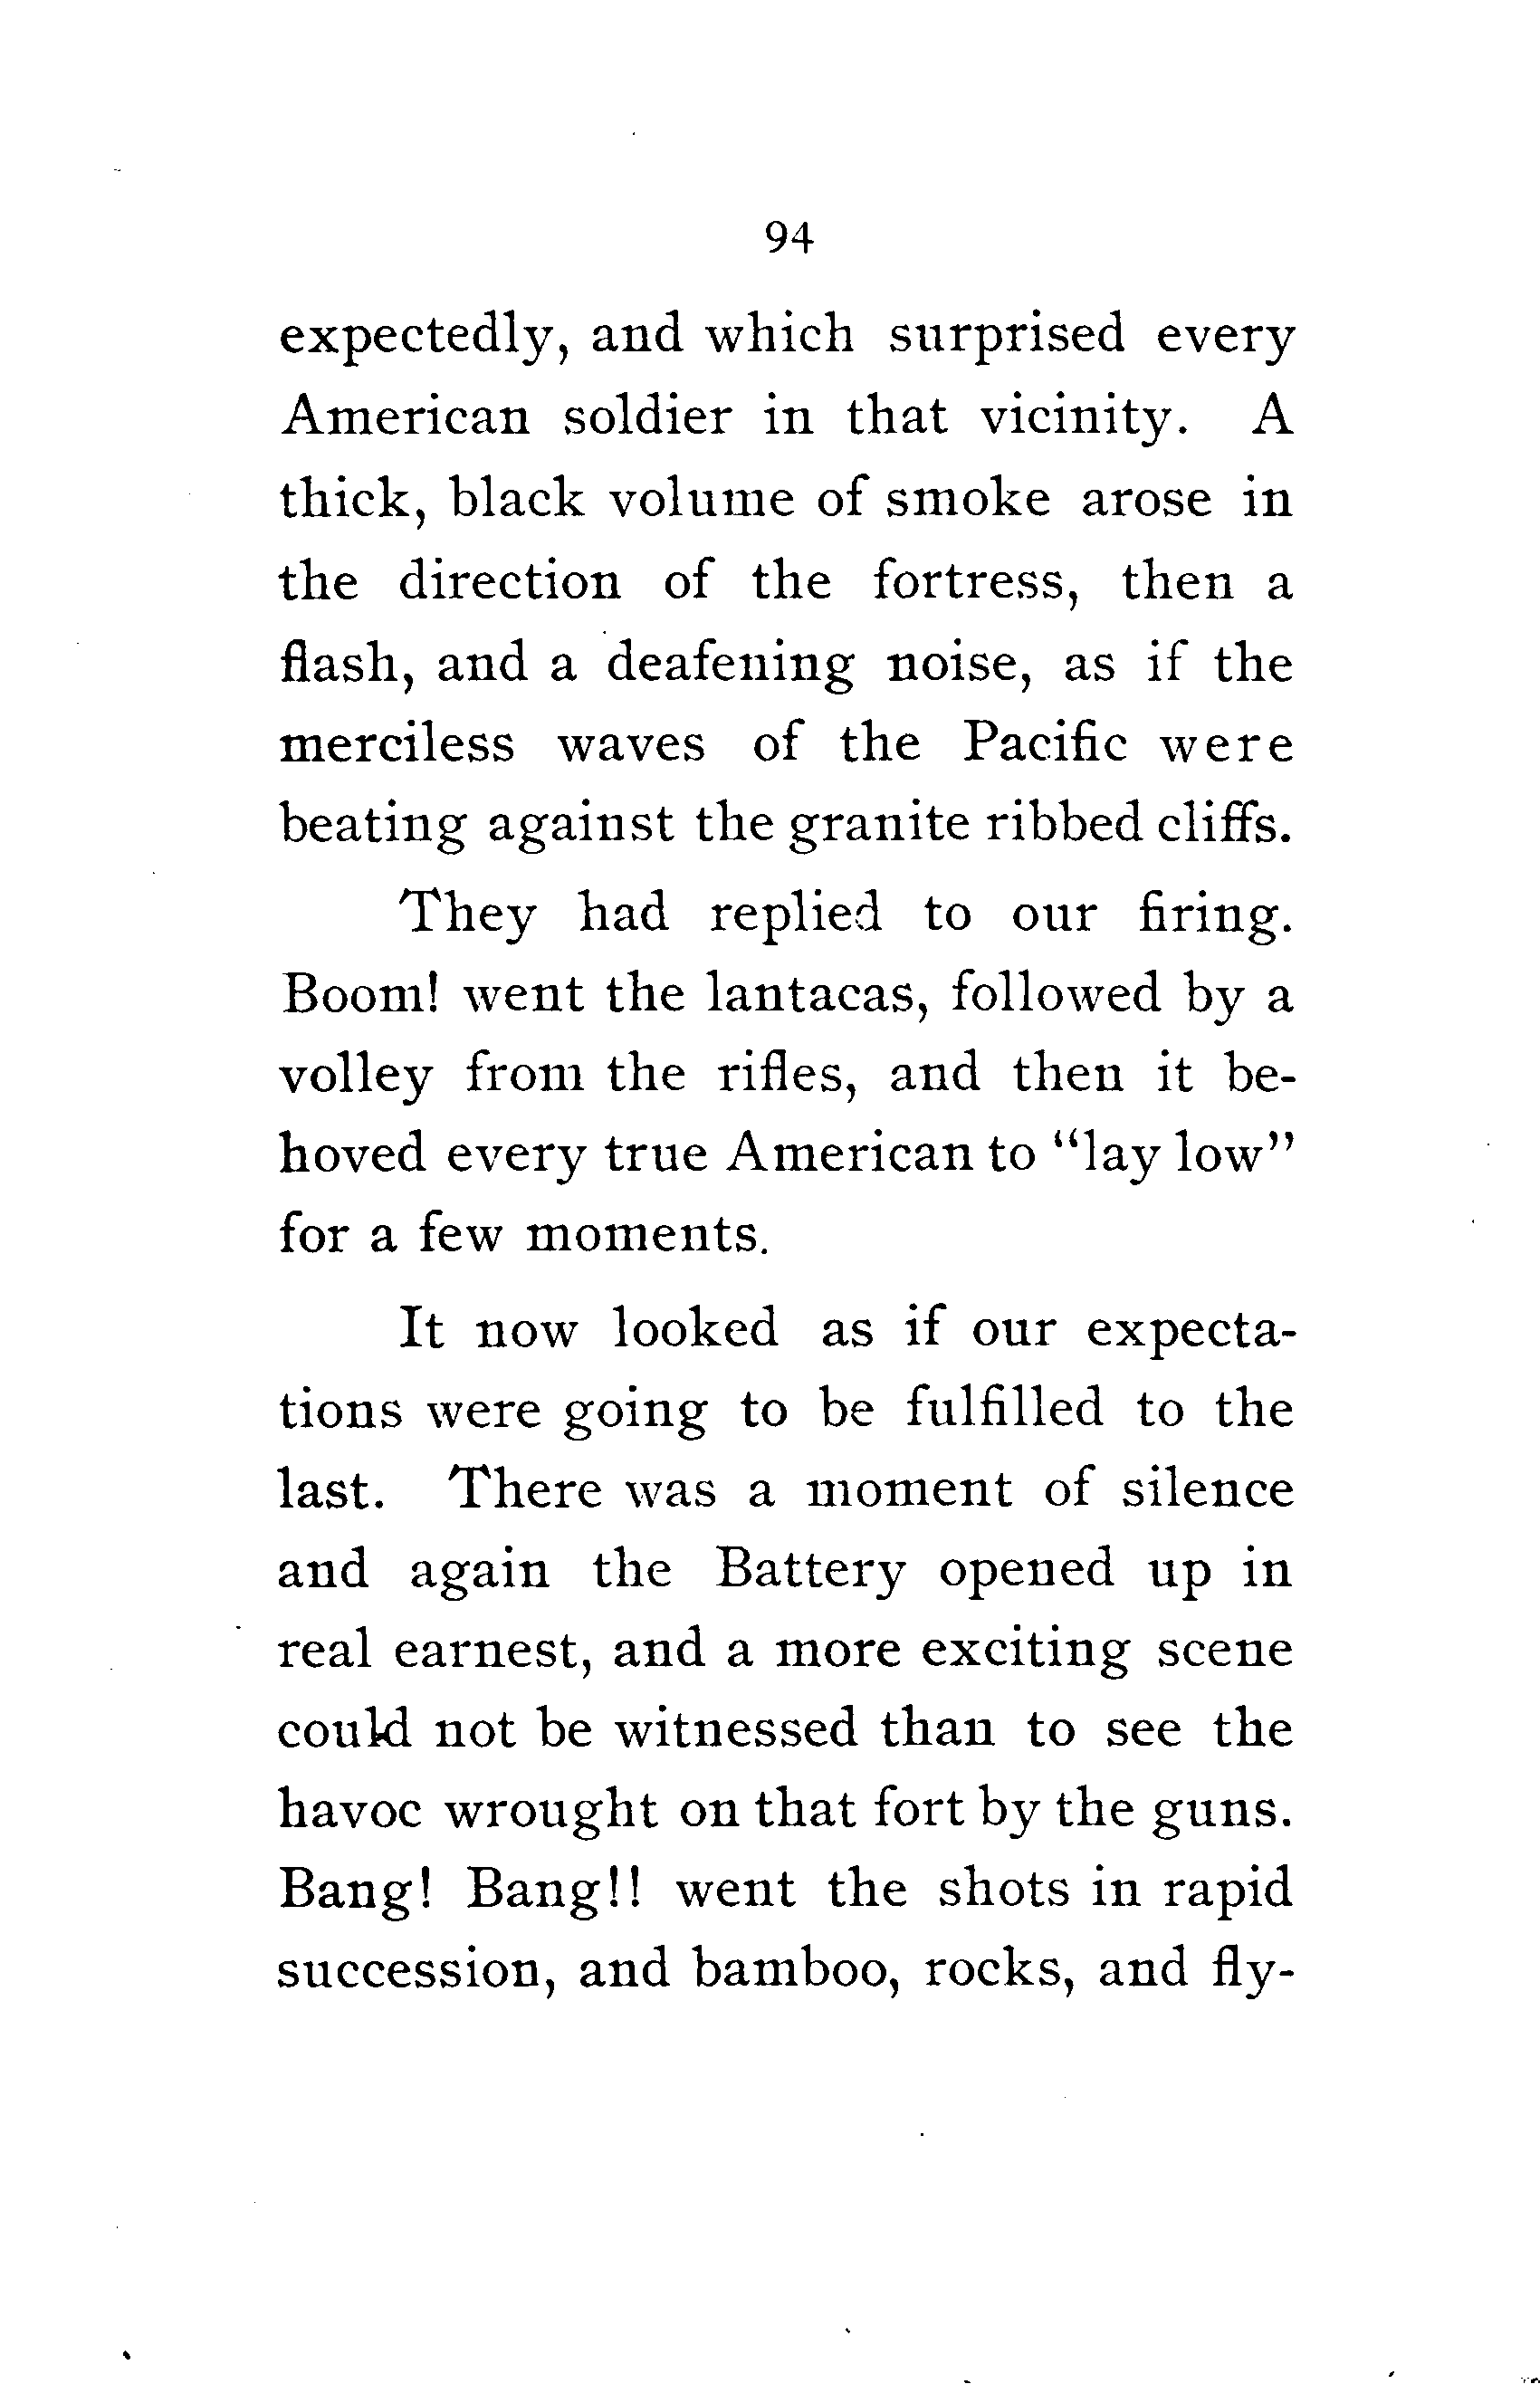 94
expectedly, and which surprised every
American soldier in that vicinity. A
thick, black volume of smoke arose in
the direction of the fortress, then a
flash, and a deafening noise, as if the
merciless waves of the Pacific were
beating against the granite ribbed cliffs.
They had replied to our firing.
Boom! went the lantacas, followed by a
volley from the rifles, and then it be-
hoved every true American to “lay low”
for a few moments.
It now looked as if our expecta-
tions were going to be fulfilled to the
last. There was a moment of silence
and again the Battery opened up in
real earnest, and a more exciting scene
could not be witnessed than to see the
havoc wrought on that fort by the guns.
Bang! Bang!! went the shots in rapid
succession, and bamboo, rocks, and fly-